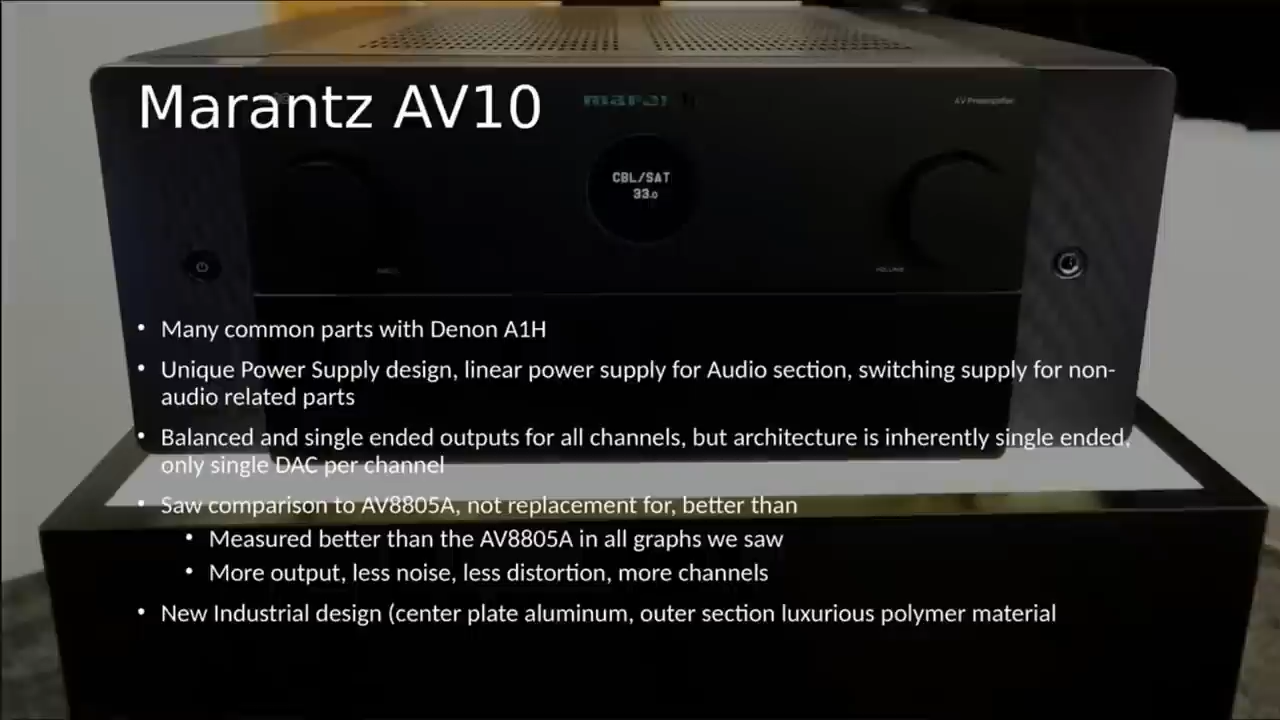 Marantz AV10
AV Preamplifier
CBL/SAT
33.0
VOLUME
• Many common parts with Denon A1H
• Unique Power Supply design, linear power supply for Audio section, switching supply for non-
audio related parts
• Balanced and single ended outputs for all channels, but architecture is inherently single ended,
only single DAC per channel
• Saw comparison to AV8805A, not replacement for, better than
• Measured better than the AV8805A in all graphs we saw
• More output, less noise, less distortion, more channels
• New Industrial design (center plate aluminum, outer section luxurious polymer material